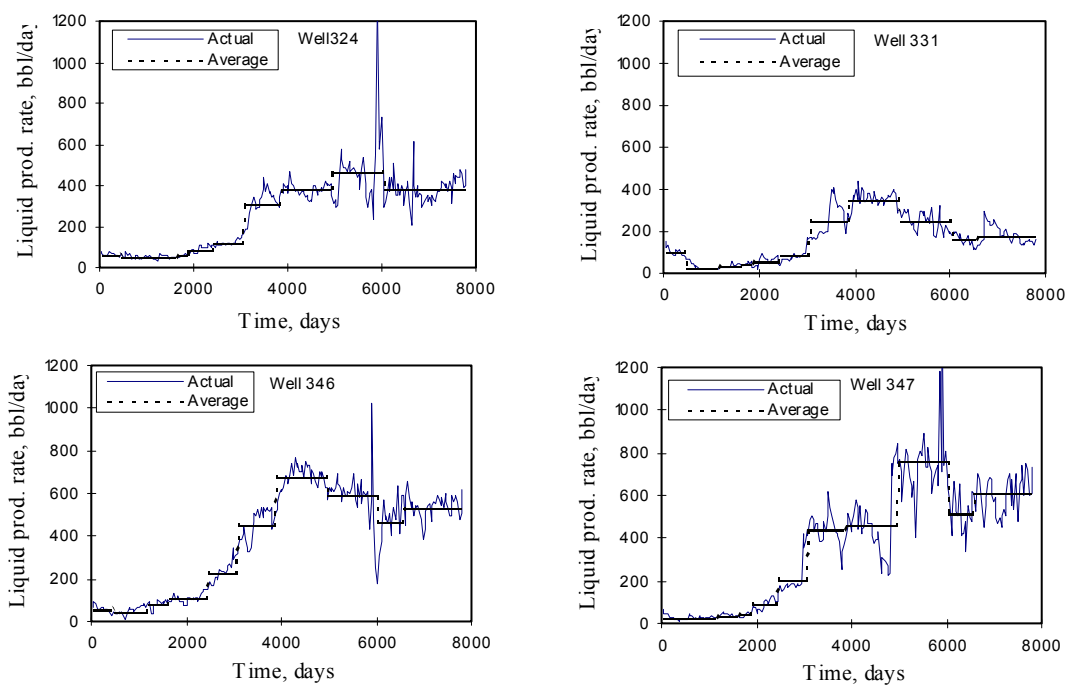 Liquid prod. rate, bbl/day
1200
1000
800
600
400
200
0
Actual
Average
Well324
0 2000 4000 6000 8000
Time, days
Liquid prod. rate, bbl/day
1200
1000
800
600
400
200
0
Actual
Average
Well 331
0 2000 4000 6000 8000
Time, days
Liquid prod. rate, bbl/day
1200
1000
800
600
400
200
0
Actual
Average
Well 346
0 2000 4000 6000 8000
Time, days
Liquid prod. rate, bbl/day
1200
1000
800
600
400
200
0
Actual
Average
Well 347
0 2000 4000 6000 8000
Time, days